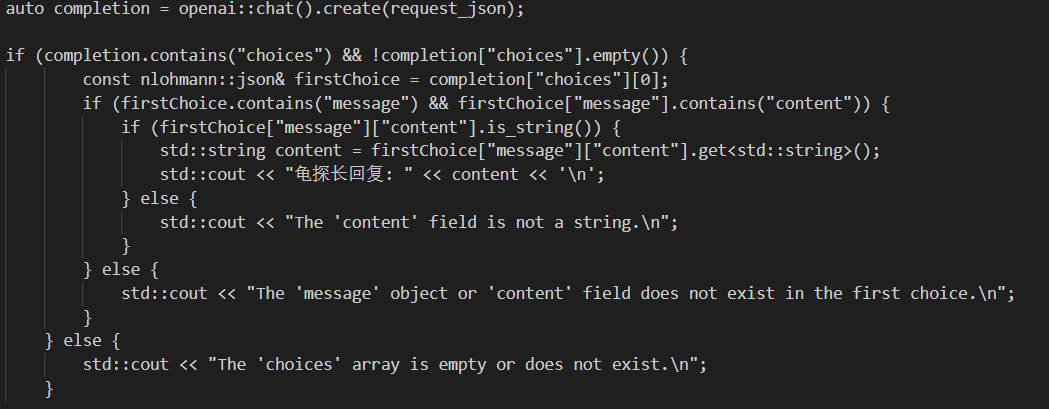 auto completion = openai::chat().create(request_json);
if (completion.contains("choices") && !completion["choices"].empty()) {
const nlohmann::json& firstChoice = completion["choices"][0];
if (firstChoice.contains("message") && firstChoice["message"].contains("content")) {
if (firstChoice["message"]["content"].is_string()) {
std::string content = firstChoice["message"]["content"].get<std::string>();
std::cout << "龟探长回复: " << content << '\n';
} else {
std::cout << "The 'content' field is not a string.\n";
}
} else {
std::cout << "The 'message' object or 'content' field does not exist in the first choice.\n";
}
} else {
std::cout << "The 'choices' array is empty or does not exist.\n";
}